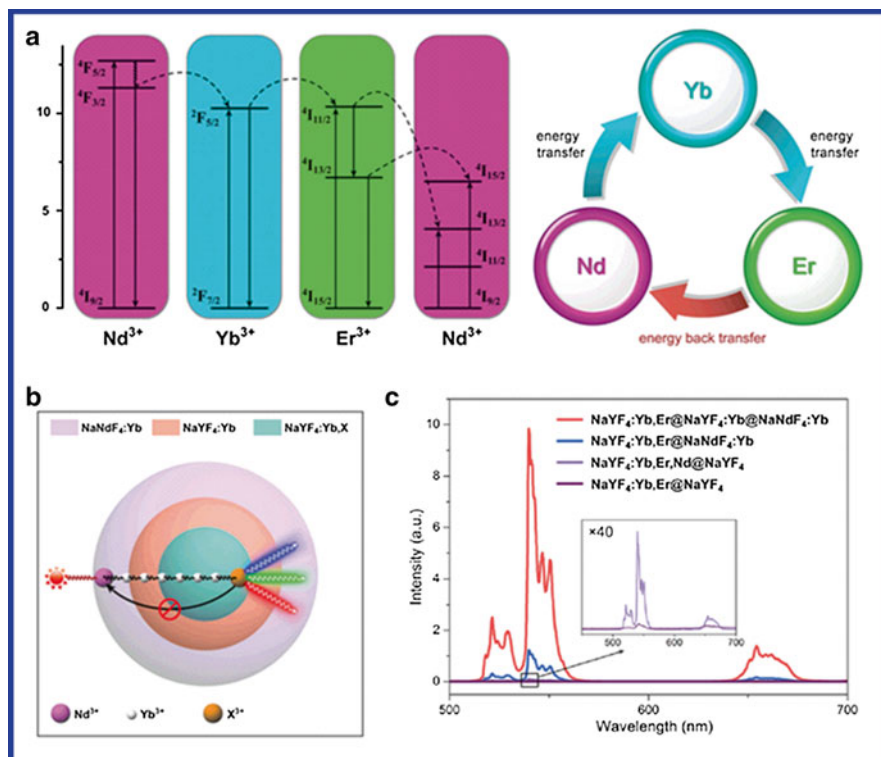 a
⁴F₅/₂
⁴F₃/₂
⁴I₉/₂
²F₅/₂
²F₇/₂
⁴I₁₁/₂
⁴I₁₃/₂
⁴I₁₅/₂
⁴I₁₅/₂
⁴I₁₃/₂
⁴I₁₁/₂
⁴I₉/₂
10
5
0
Nd³⁺ Yb³⁺ Er³⁺ Nd³⁺
Yb
energy
transfer
energy
transfer
Nd
Er
energy back transfer
b
NaNdF₄:Yb NaYF₄:Yb NaYF₄:Yb,X
Nd³⁺ Yb³⁺ X³⁺
c
NaYF₄:Yb,Er@NaYF₄:Yb@NaNdF₄:Yb
NaYF₄:Yb,Er@NaNdF₄:Yb
NaYF₄:Yb,Er,Nd@NaYF₄
NaYF₄:Yb,Er@NaYF₄
×40
500 600 700
10
8
6
4
2
0
Intensity (a.u.)
500 600 700
Wavelength (nm)